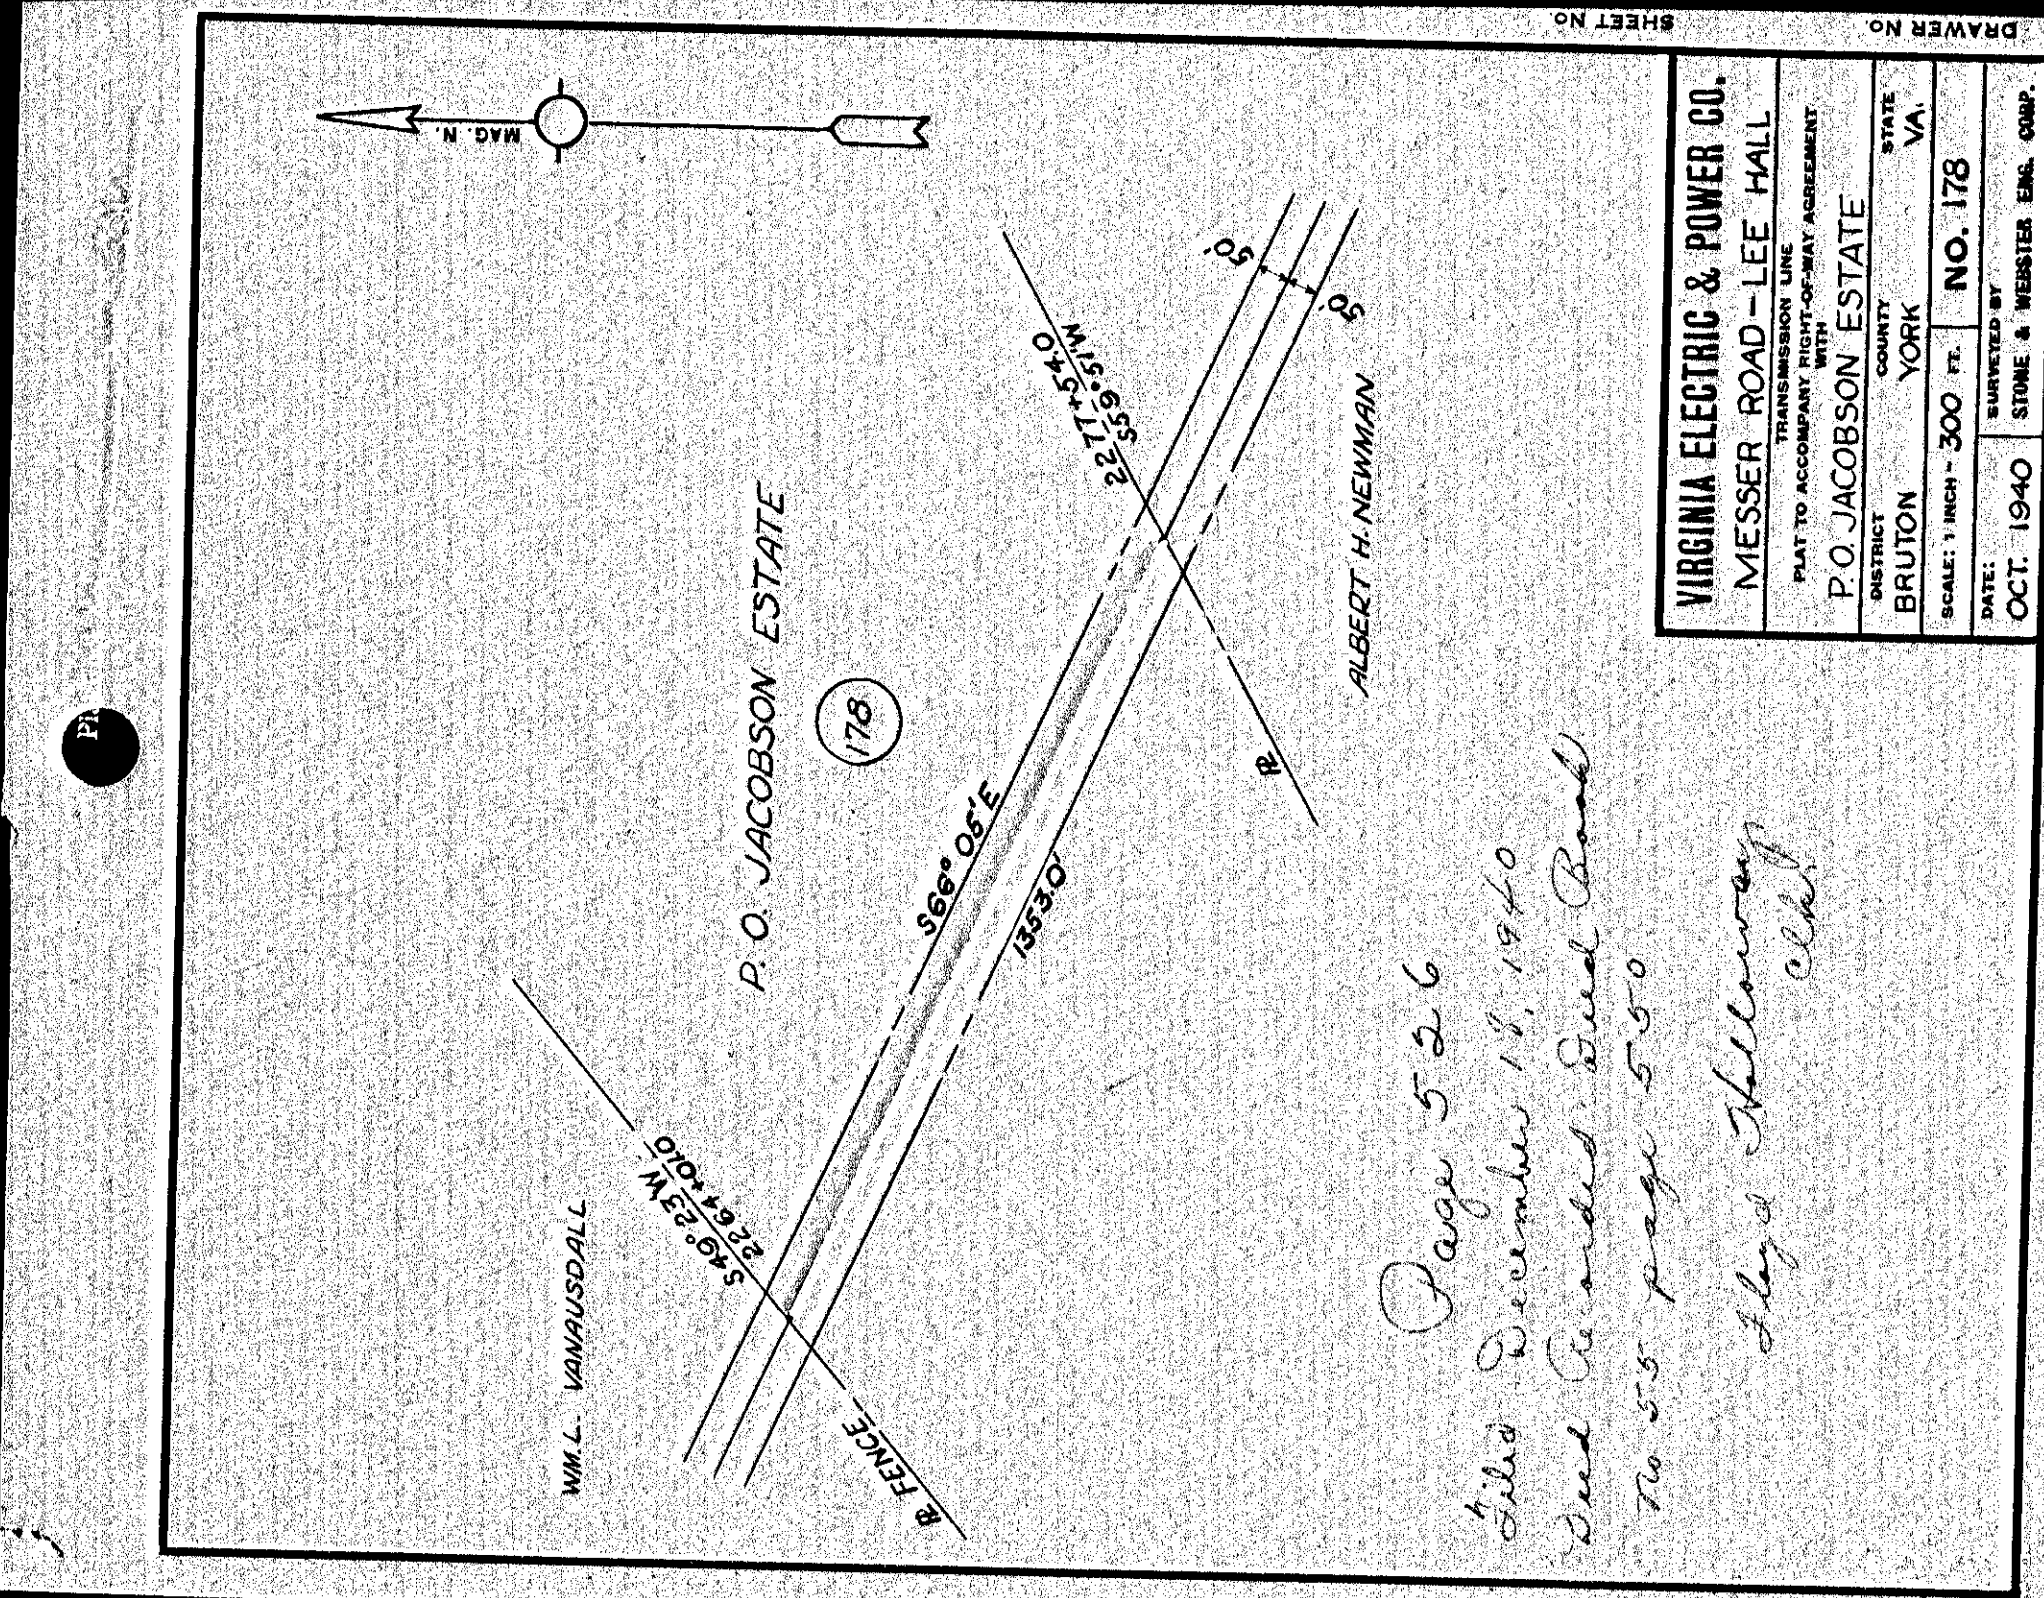 SHEET NO.
DRAWER NO.
MAG. N.
P. O. JACOBSON ESTATE
178
WM. L. VANAUSDALL
S 49° 23' W
2264+01.0
℄ FENCE
S66° 05' E
1353.0'
2277+54.0
S59° 51' W
50'
50'
ALBERT H. NEWMAN
Page 526
Filed December 18, 1940
Deed Recorded Deed Book
No 55 page 550
Floyd Holloway
Clk.
VIRGINIA ELECTRIC & POWER CO.
MESSER ROAD-LEE HALL
TRANSMISSION LINE
PLAT TO ACCOMPANY RIGHT-OF-WAY AGREEMENT
WITH
P.O. JACOBSON ESTATE
DISTRICT COUNTY STATE
BRUTON YORK VA.
SCALE: 1 INCH - 300 FT. NO. 178
DATE: SURVEYED BY
OCT. 1940 STONE & WEBSTER ENG. CORP.